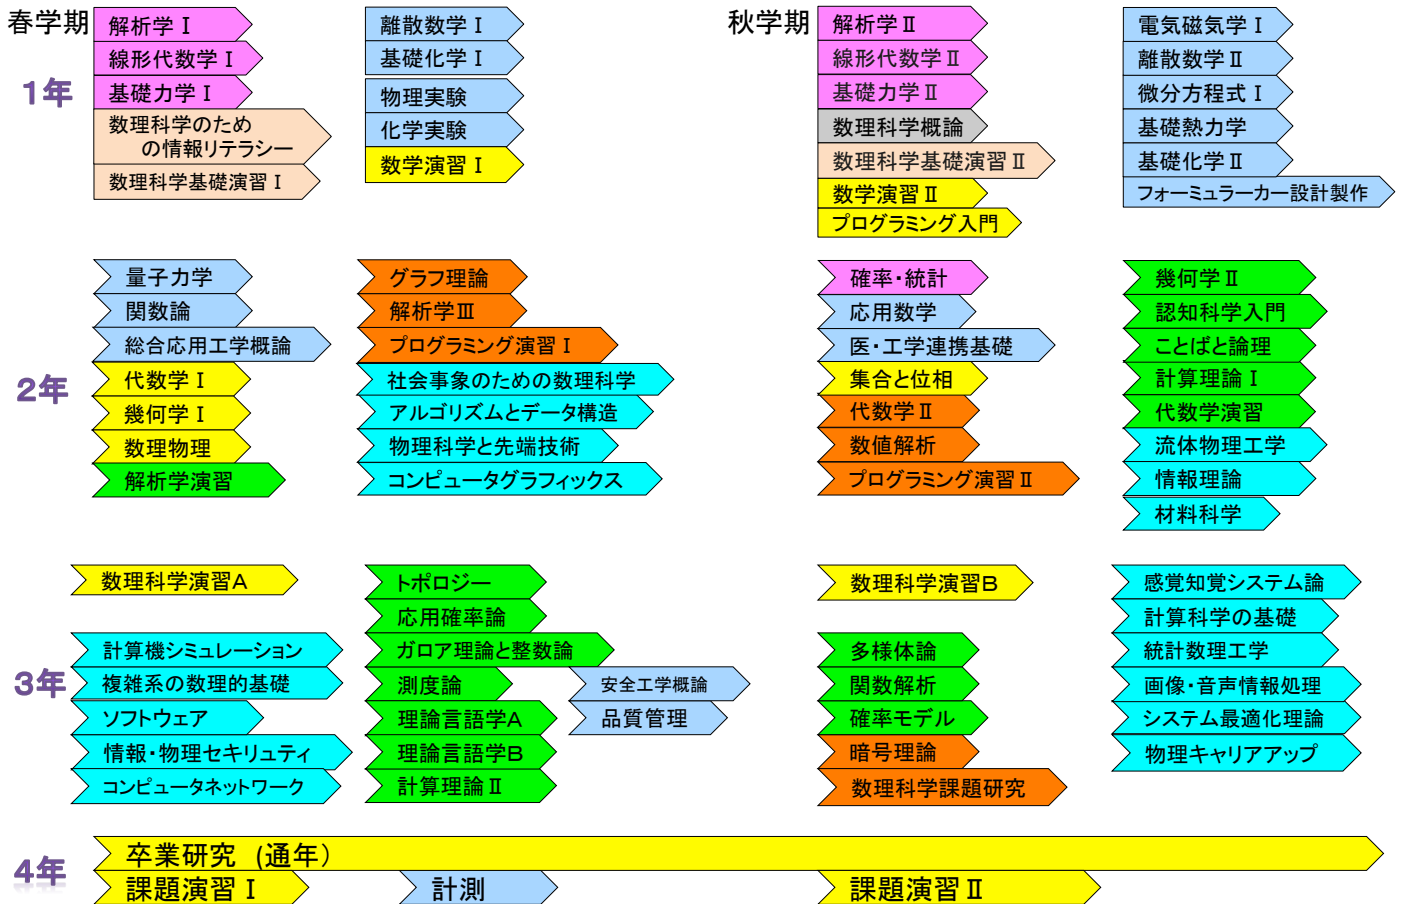 春学期
秋学期
1年
解析学Ⅰ
線形代数学Ⅰ
基礎力学Ⅰ
数理科学のため
の情報リテラシー
数理科学基礎演習Ⅰ
離散数学Ⅰ
基礎化学Ⅰ
物理実験
化学実験
数学演習Ⅰ
解析学Ⅱ
線形代数学Ⅱ
基礎力学Ⅱ
数理科学概論
数理科学基礎演習Ⅱ
数学演習Ⅱ
プログラミング入門
電気磁気学Ⅰ
離散数学Ⅱ
微分方程式Ⅰ
基礎熱力学
基礎化学Ⅱ
フォーミュラーカー設計製作
2年
量子力学
関数論
総合応用工学概論
代数学Ⅰ
幾何学Ⅰ
数理物理
解析学演習
グラフ理論
解析学Ⅲ
プログラミング演習Ⅰ
社会事象のための数理科学
アルゴリズムとデータ構造
物理科学と先端技術
コンピュータグラフィックス
確率・統計
応用数学
医・工学連携基礎
集合と位相
代数学Ⅱ
数値解析
プログラミング演習Ⅱ
幾何学Ⅱ
認知科学入門
ことばと論理
計算理論Ⅰ
代数学演習
流体物理工学
情報理論
材料科学
3年
数理科学演習A
計算機シミュレーション
複雑系の数理的基礎
ソフトウェア
情報・物理セキリュティ
コンピュータネットワーク
トポロジー
応用確率論
ガロア理論と整数論
測度論
理論言語学A
理論言語学B
計算理論Ⅱ
安全工学概論
品質管理
数理科学演習B
多様体論
関数解析
確率モデル
暗号理論
数理科学課題研究
感覚知覚システム論
計算科学の基礎
統計数理工学
画像・音声情報処理
システム最適化理論
物理キャリアアップ
4年
卒業研究 (通年)
課題演習Ⅰ
計測
課題演習Ⅱ